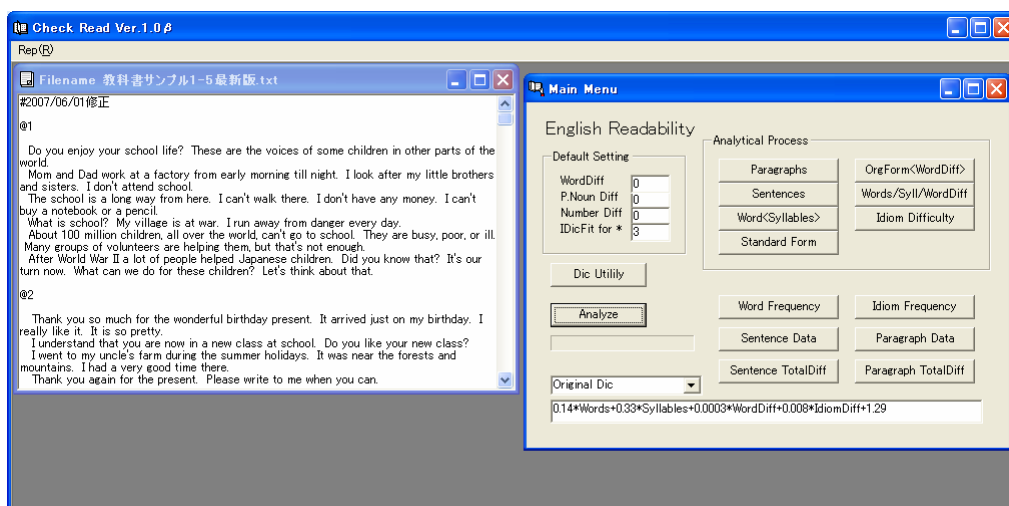 Check Read Ver.1.0β
Rep(R)
Filename 教科書サンプル1-5最新版.txt
#2007/06/01修正
@1
Do you enjoy your school life? These are the voices of some children in other parts of the
world.
Mom and Dad work at a factory from early morning till night. I look after my little brothers
and sisters. I don't attend school.
The school is a long way from here. I can't walk there. I don't have any money. I can't
buy a notebook or a pencil.
What is school? My village is at war. I run away from danger every day.
About 100 million children, all over the world, can't go to school. They are busy, poor, or ill.
Many groups of volunteers are helping them, but that's not enough.
After World War Ⅱ a lot of people helped Japanese children. Did you know that? It's our
turn now. What can we do for these children? Let's think about that.
@2
Thank you so much for the wonderful birthday present. It arrived just on my birthday. I
really like it. It is so pretty.
I understand that you are now in a new class at school. Do you like your new class?
I went to my uncle's farm during the summer holidays. It was near the forests and
mountains. I had a very good time there.
Thank you again for the present. Please write to me when you can.
Main Menu
English Readability
Default Setting
WordDiff 0
P.Noun Diff 0
Number Diff 0
IDicFit for * 3
Dic Utilily
Analyze
Analytical Process
Paragraphs
OrgForm<WordDiff>
Sentences
Words/Syll/WordDiff
Word<Syllables>
Idiom Difficulty
Standard Form
Word Frequency
Idiom Frequency
Sentence Data
Paragraph Data
Sentence TotalDiff
Paragraph TotalDiff
Original Dic
0.14*Words+0.33*Syllables+0.0003*WordDiff+0.008*IdiomDiff+1.29